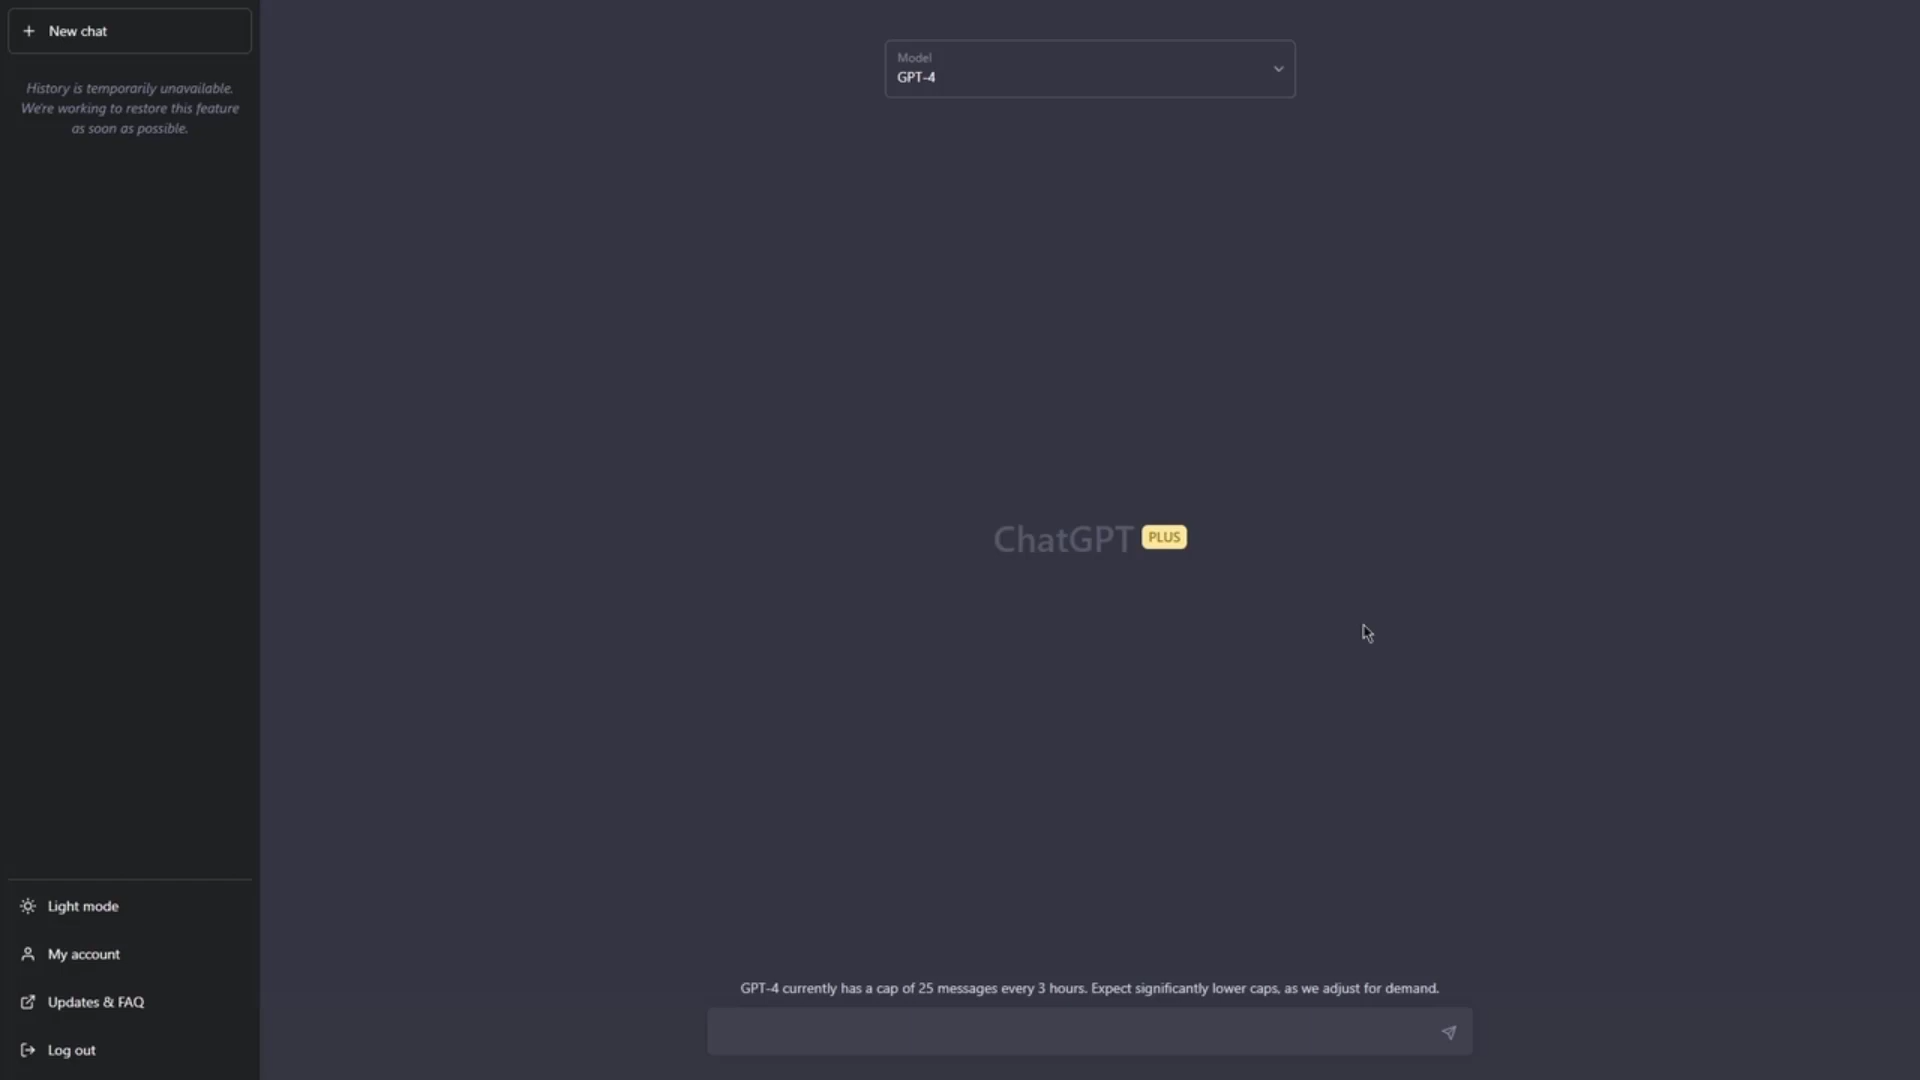 New chat
History is temporarily unavailable.
We're working to restore this feature
as soon as possible.
Model
GPT-4
ChatGPT PLUS
GPT-4 currently has a cap of 25 messages every 3 hours. Expect significantly lower caps, as we adjust for demand.
Light mode
My account
Updates & FAQ
Log out